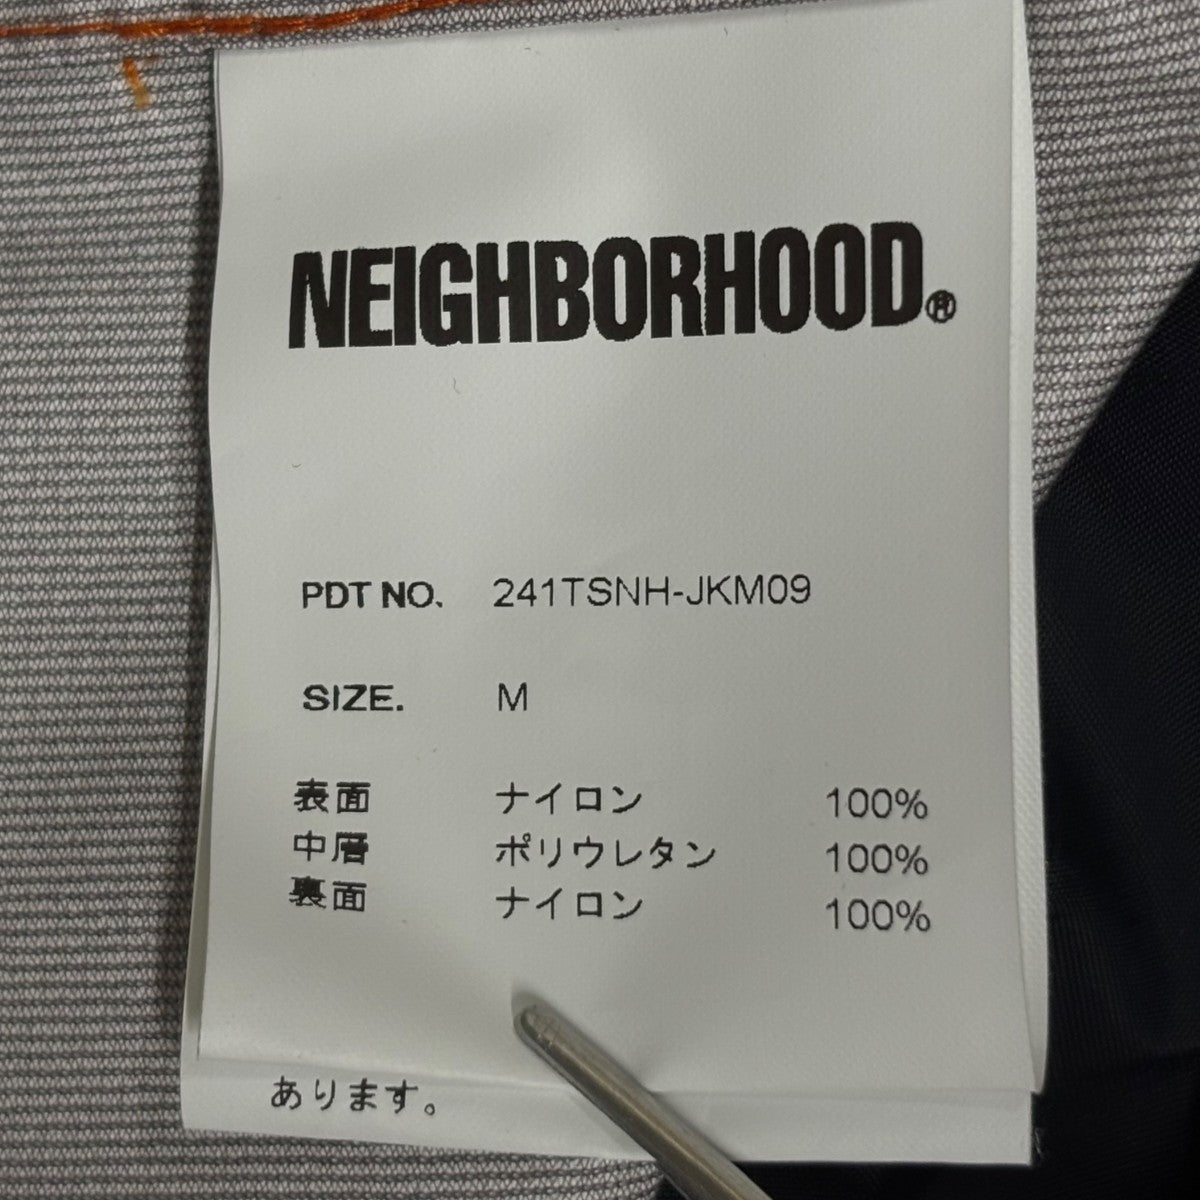 NEIGHBORHOOD®
PDT NO. 241TSNH-JKM09
SIZE. M
表面 ナイロン 100%
中層 ポリウレタン 100%
裏面 ナイロン 100%
あります。